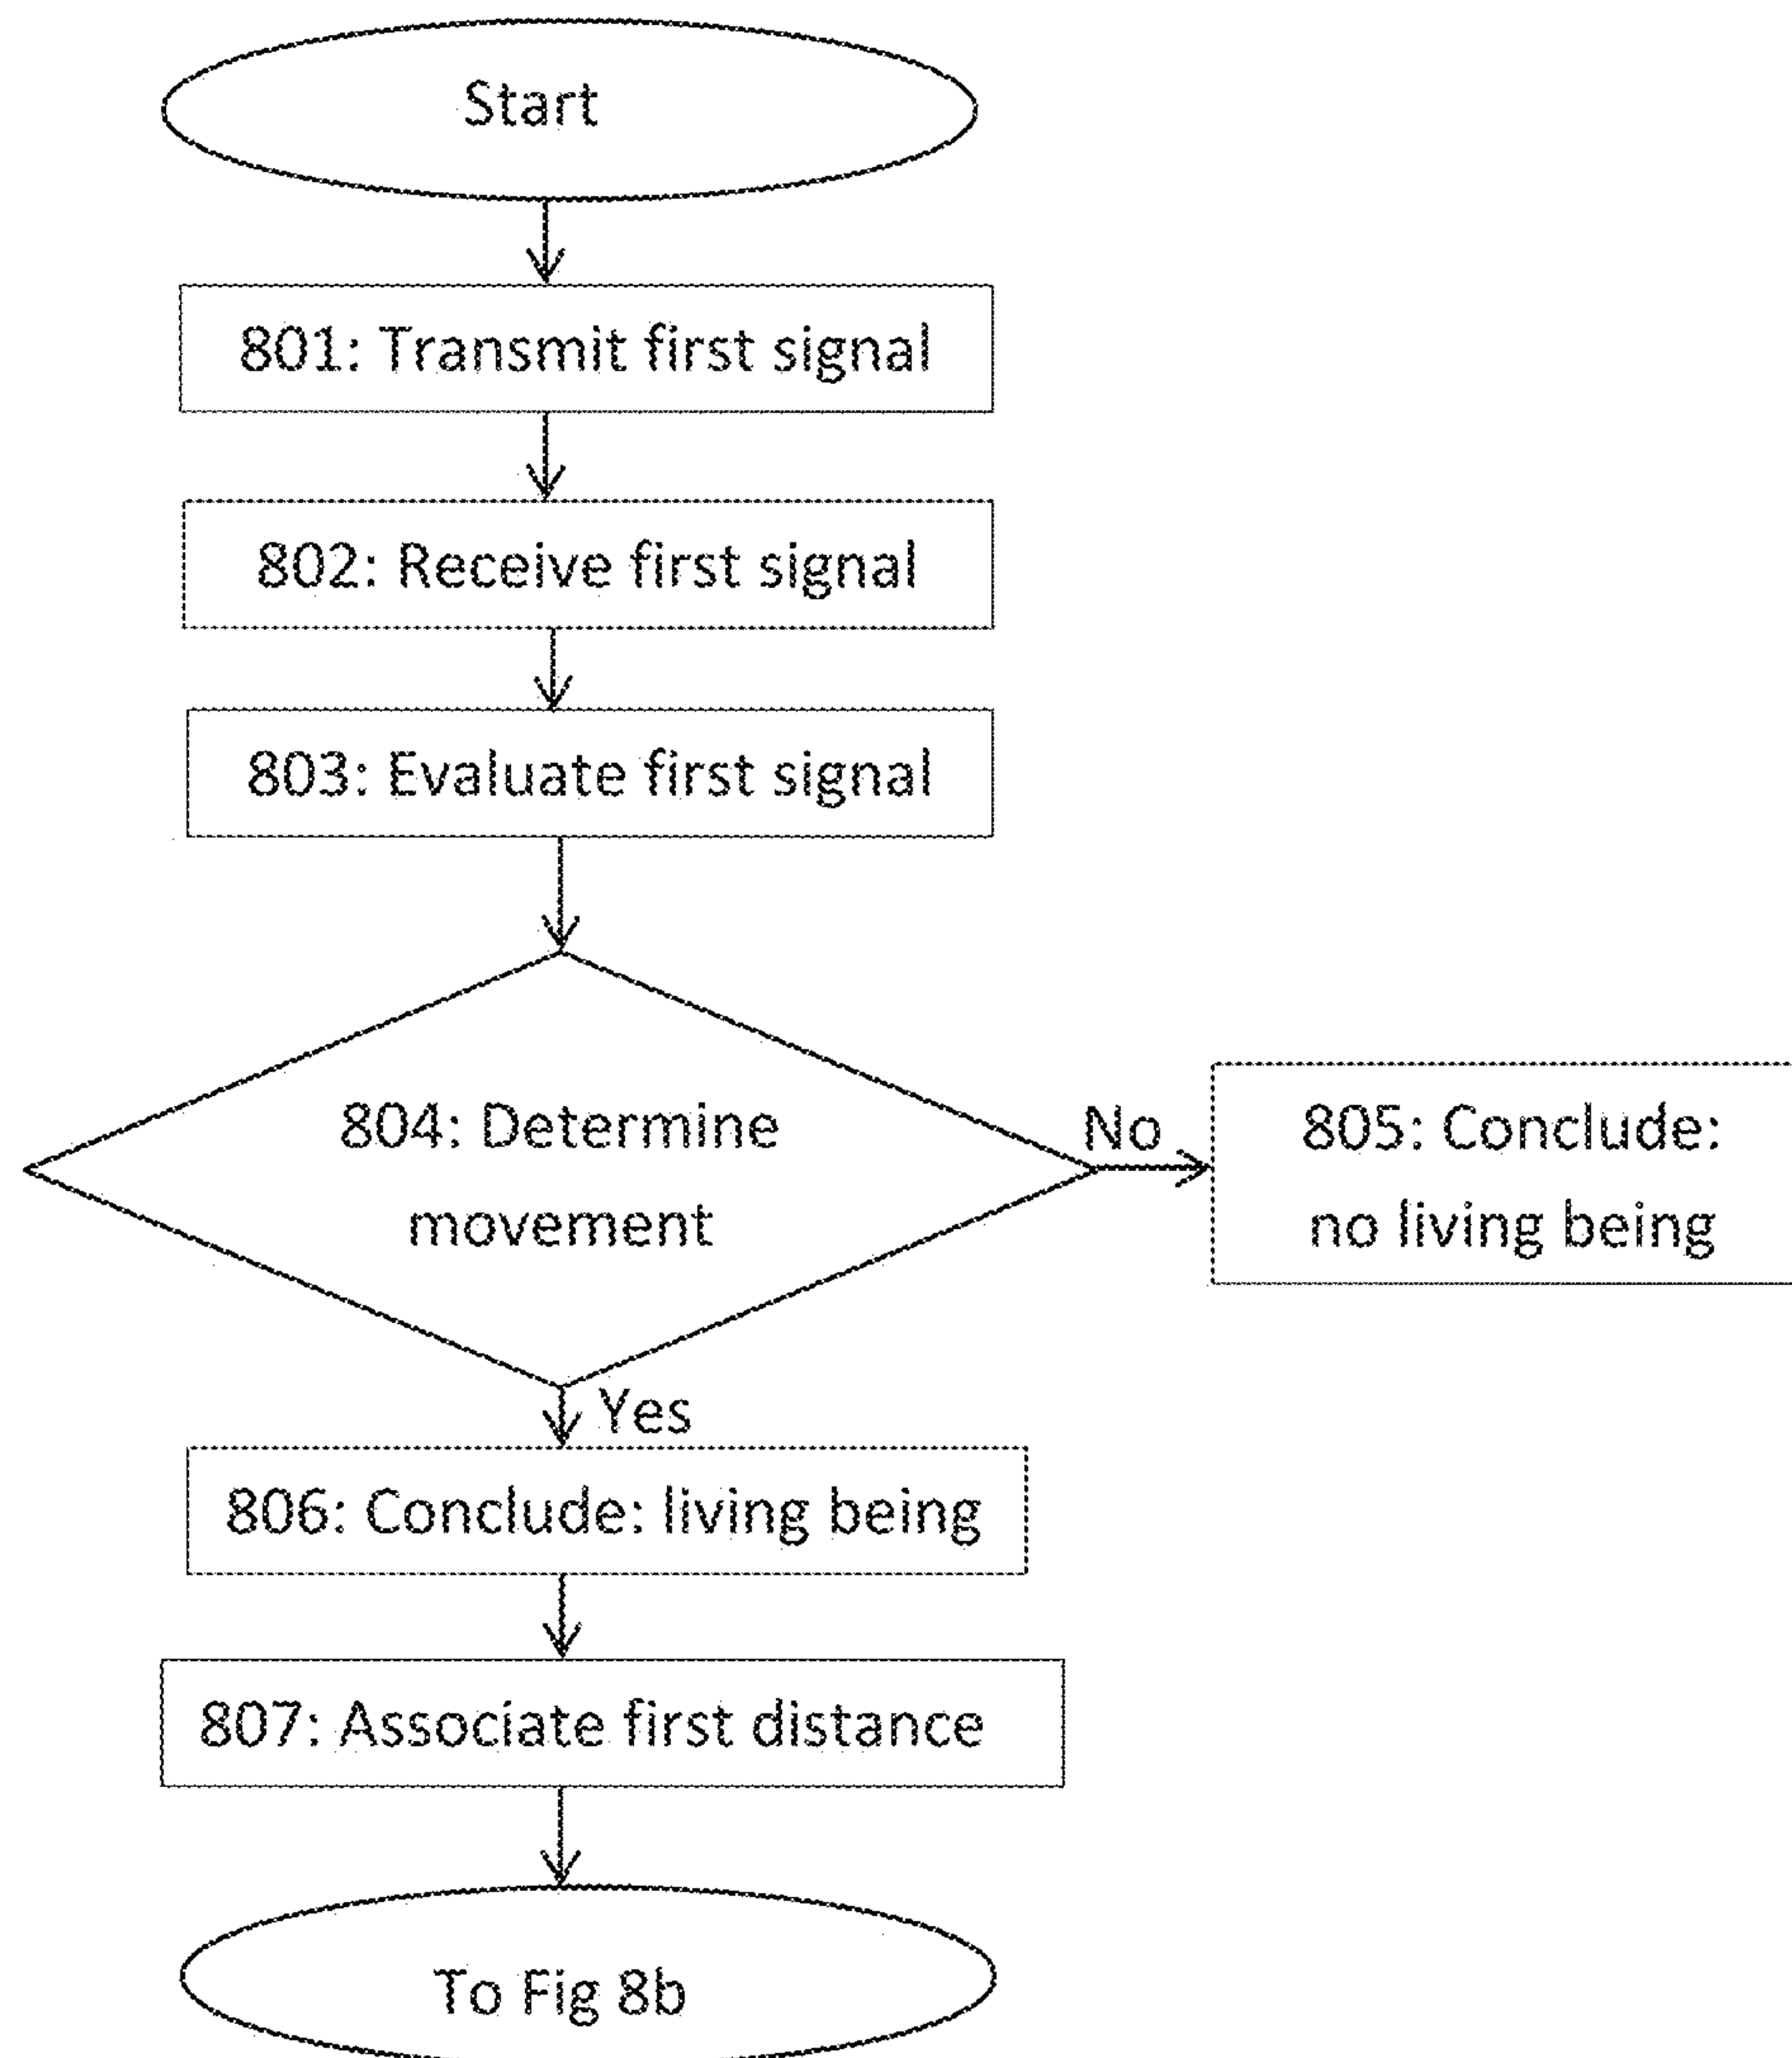 Start
801: Transmit first signal
802: Receive first signal
803: Evaluate first signal
804: Determine
movement
No
805: Conclude:
no living being
Yes
806: Conclude: living being
807: Associate first distance
To Fig 8b